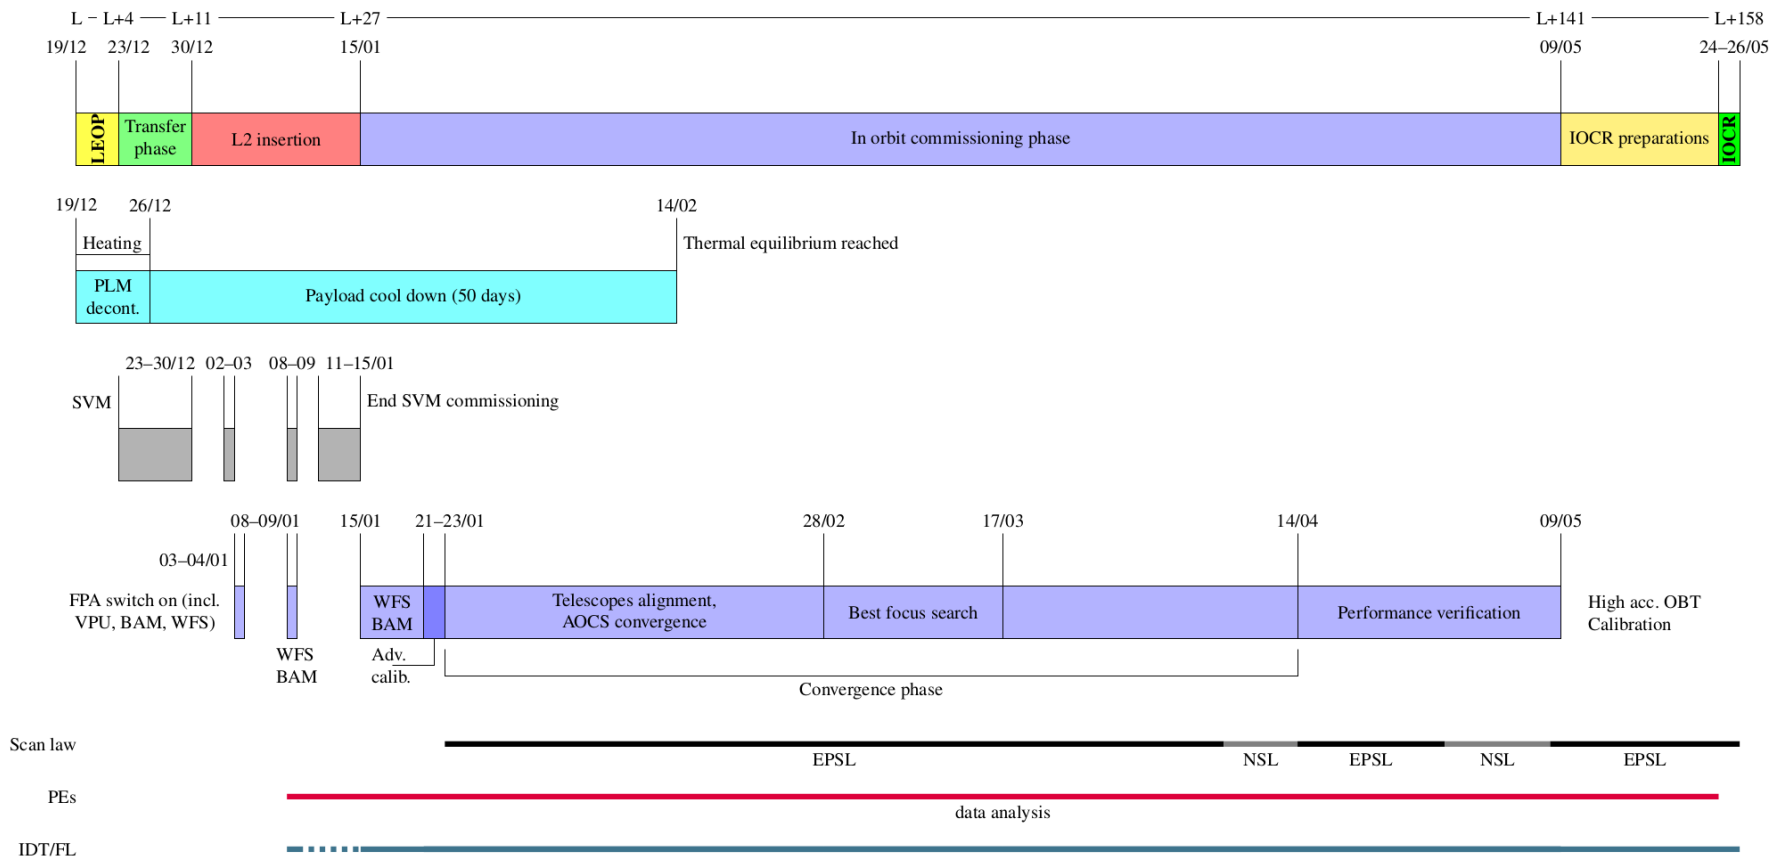 L – L+4 — L+11 — L+27 — L+141 — L+158
19/12 23/12 30/12 15/01 09/05 24–26/05
LEOP
Transfer
phase
L2 insertion
In orbit commissioning phase
IOCR preparations
IOCR
19/12 26/12 14/02
Heating
Thermal equilibrium reached
PLM
decont.
Payload cool down (50 days)
23–30/12 02–03 08–09 11–15/01
SVM
End SVM commissioning
08–09/01 15/01 21–23/01 28/02 17/03 14/04 09/05
03–04/01
FPA switch on (incl.
VPU, BAM, WFS)
WFS
BAM
WFS
BAM
Adv.
calib.
Telescopes alignment,
AOCS convergence
Best focus search
Performance verification
High acc. OBT
Calibration
Convergence phase
Scan law
EPSL NSL EPSL NSL EPSL
PEs
data analysis
IDT/FL